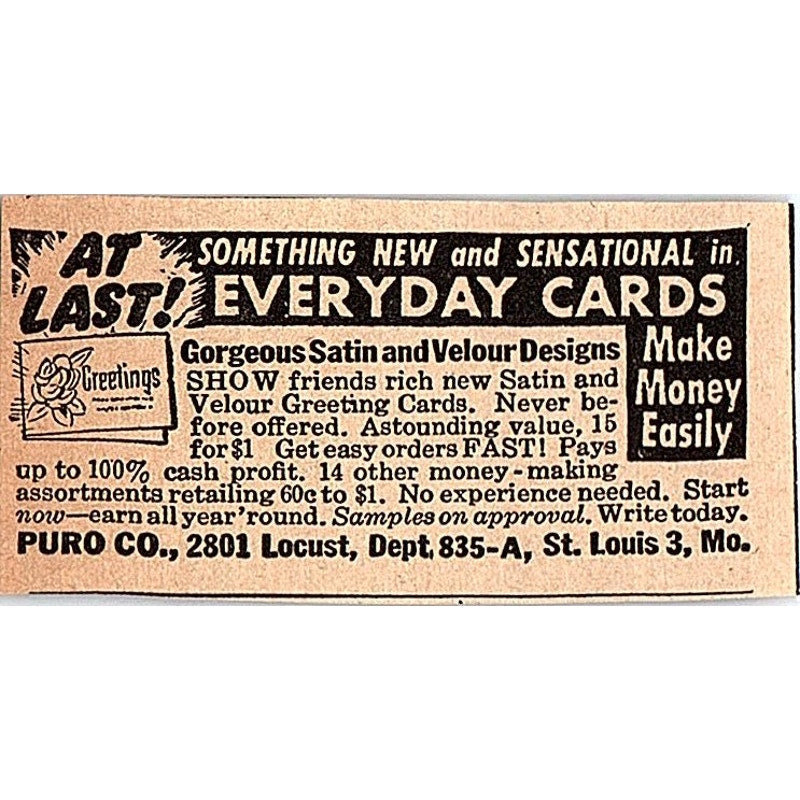 AT LAST!
SOMETHING NEW and SENSATIONAL in
EVERYDAY CARDS
Greetings
Gorgeous Satin and Velour Designs
Make
Money
Easily
SHOW friends rich new Satin and
Velour Greeting Cards. Never be-
fore offered. Astounding value, 15
for $1 Get easy orders FAST! Pays
up to 100% cash profit. 14 other money-making
assortments retailing 60c to $1. No experience needed. Start
now—earn all year 'round. Samples on approval. Write today.
PURO CO., 2801 Locust, Dept. 835-A, St. Louis 3, Mo.